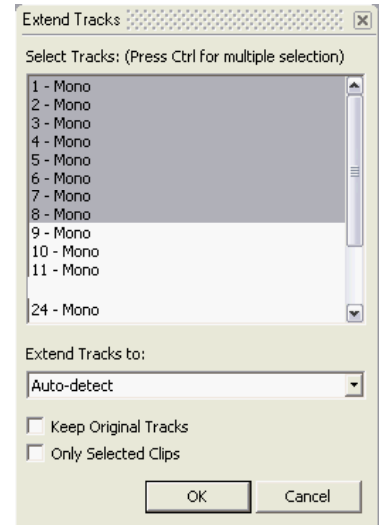 Extend Tracks
Select Tracks: (Press Ctrl for multiple selection)
1 - Mono
2 - Mono
3 - Mono
4 - Mono
5 - Mono
6 - Mono
7 - Mono
8 - Mono
9 - Mono
10 - Mono
11 - Mono
24 - Mono
Extend Tracks to:
Auto-detect
Keep Original Tracks
Only Selected Clips
OK Cancel